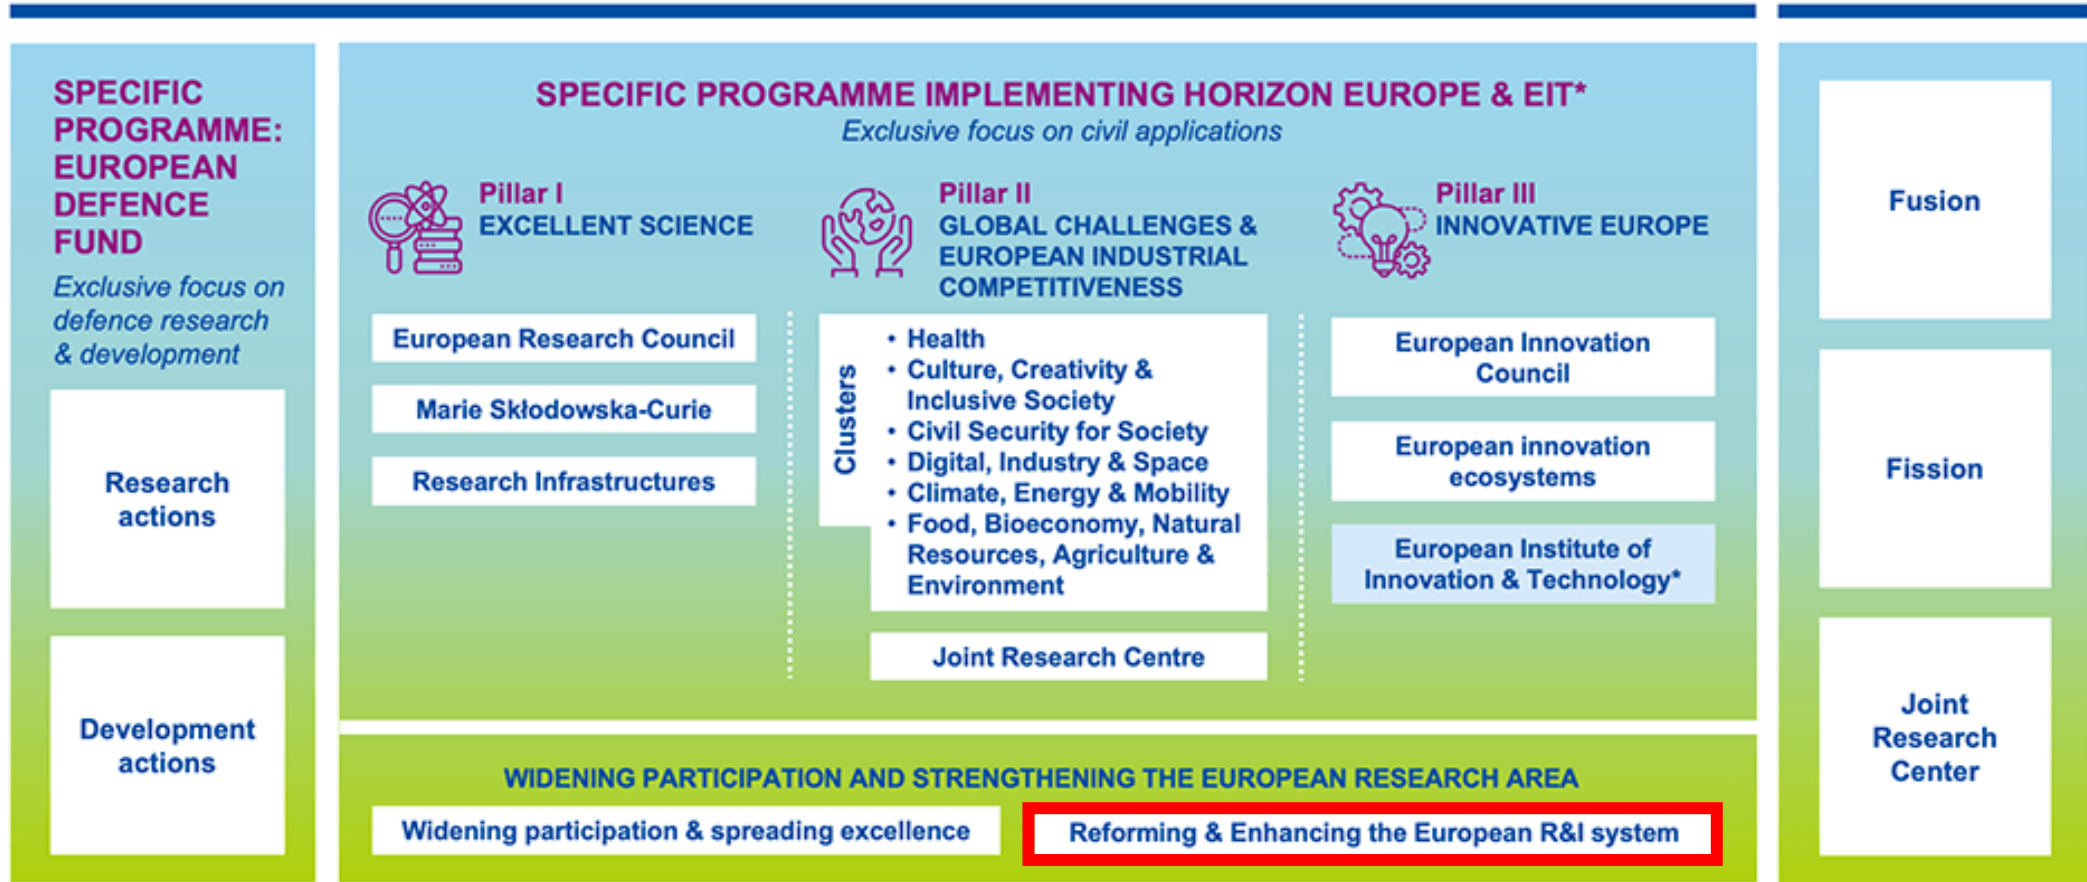 SPECIFIC
PROGRAMME:
EUROPEAN
DEFENCE
FUND
Exclusive focus on
defence research
& development
Research
actions
Development
actions
SPECIFIC PROGRAMME IMPLEMENTING HORIZON EUROPE & EIT*
Exclusive focus on civil applications
Pillar I
EXCELLENT SCIENCE
European Research Council
Marie Skłodowska-Curie
Research Infrastructures
Pillar II
GLOBAL CHALLENGES &
EUROPEAN INDUSTRIAL
COMPETITIVENESS
Clusters
• Health
• Culture, Creativity &
Inclusive Society
• Civil Security for Society
• Digital, Industry & Space
• Climate, Energy & Mobility
• Food, Bioeconomy, Natural
Resources, Agriculture &
Environment
Joint Research Centre
Pillar III
INNOVATIVE EUROPE
European Innovation
Council
European innovation
ecosystems
European Institute of
Innovation & Technology*
WIDENING PARTICIPATION AND STRENGTHENING THE EUROPEAN RESEARCH AREA
Widening participation & spreading excellence
Reforming & Enhancing the European R&I system
Fusion
Fission
Joint
Research
Center